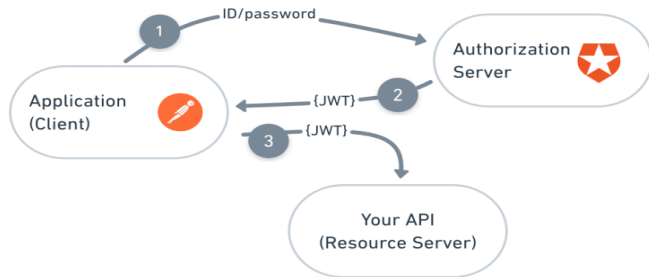 1
ID/password
Authorization
Server
Application
(Client)
{JWT}
2
3
{JWT}
Your API
(Resource Server)